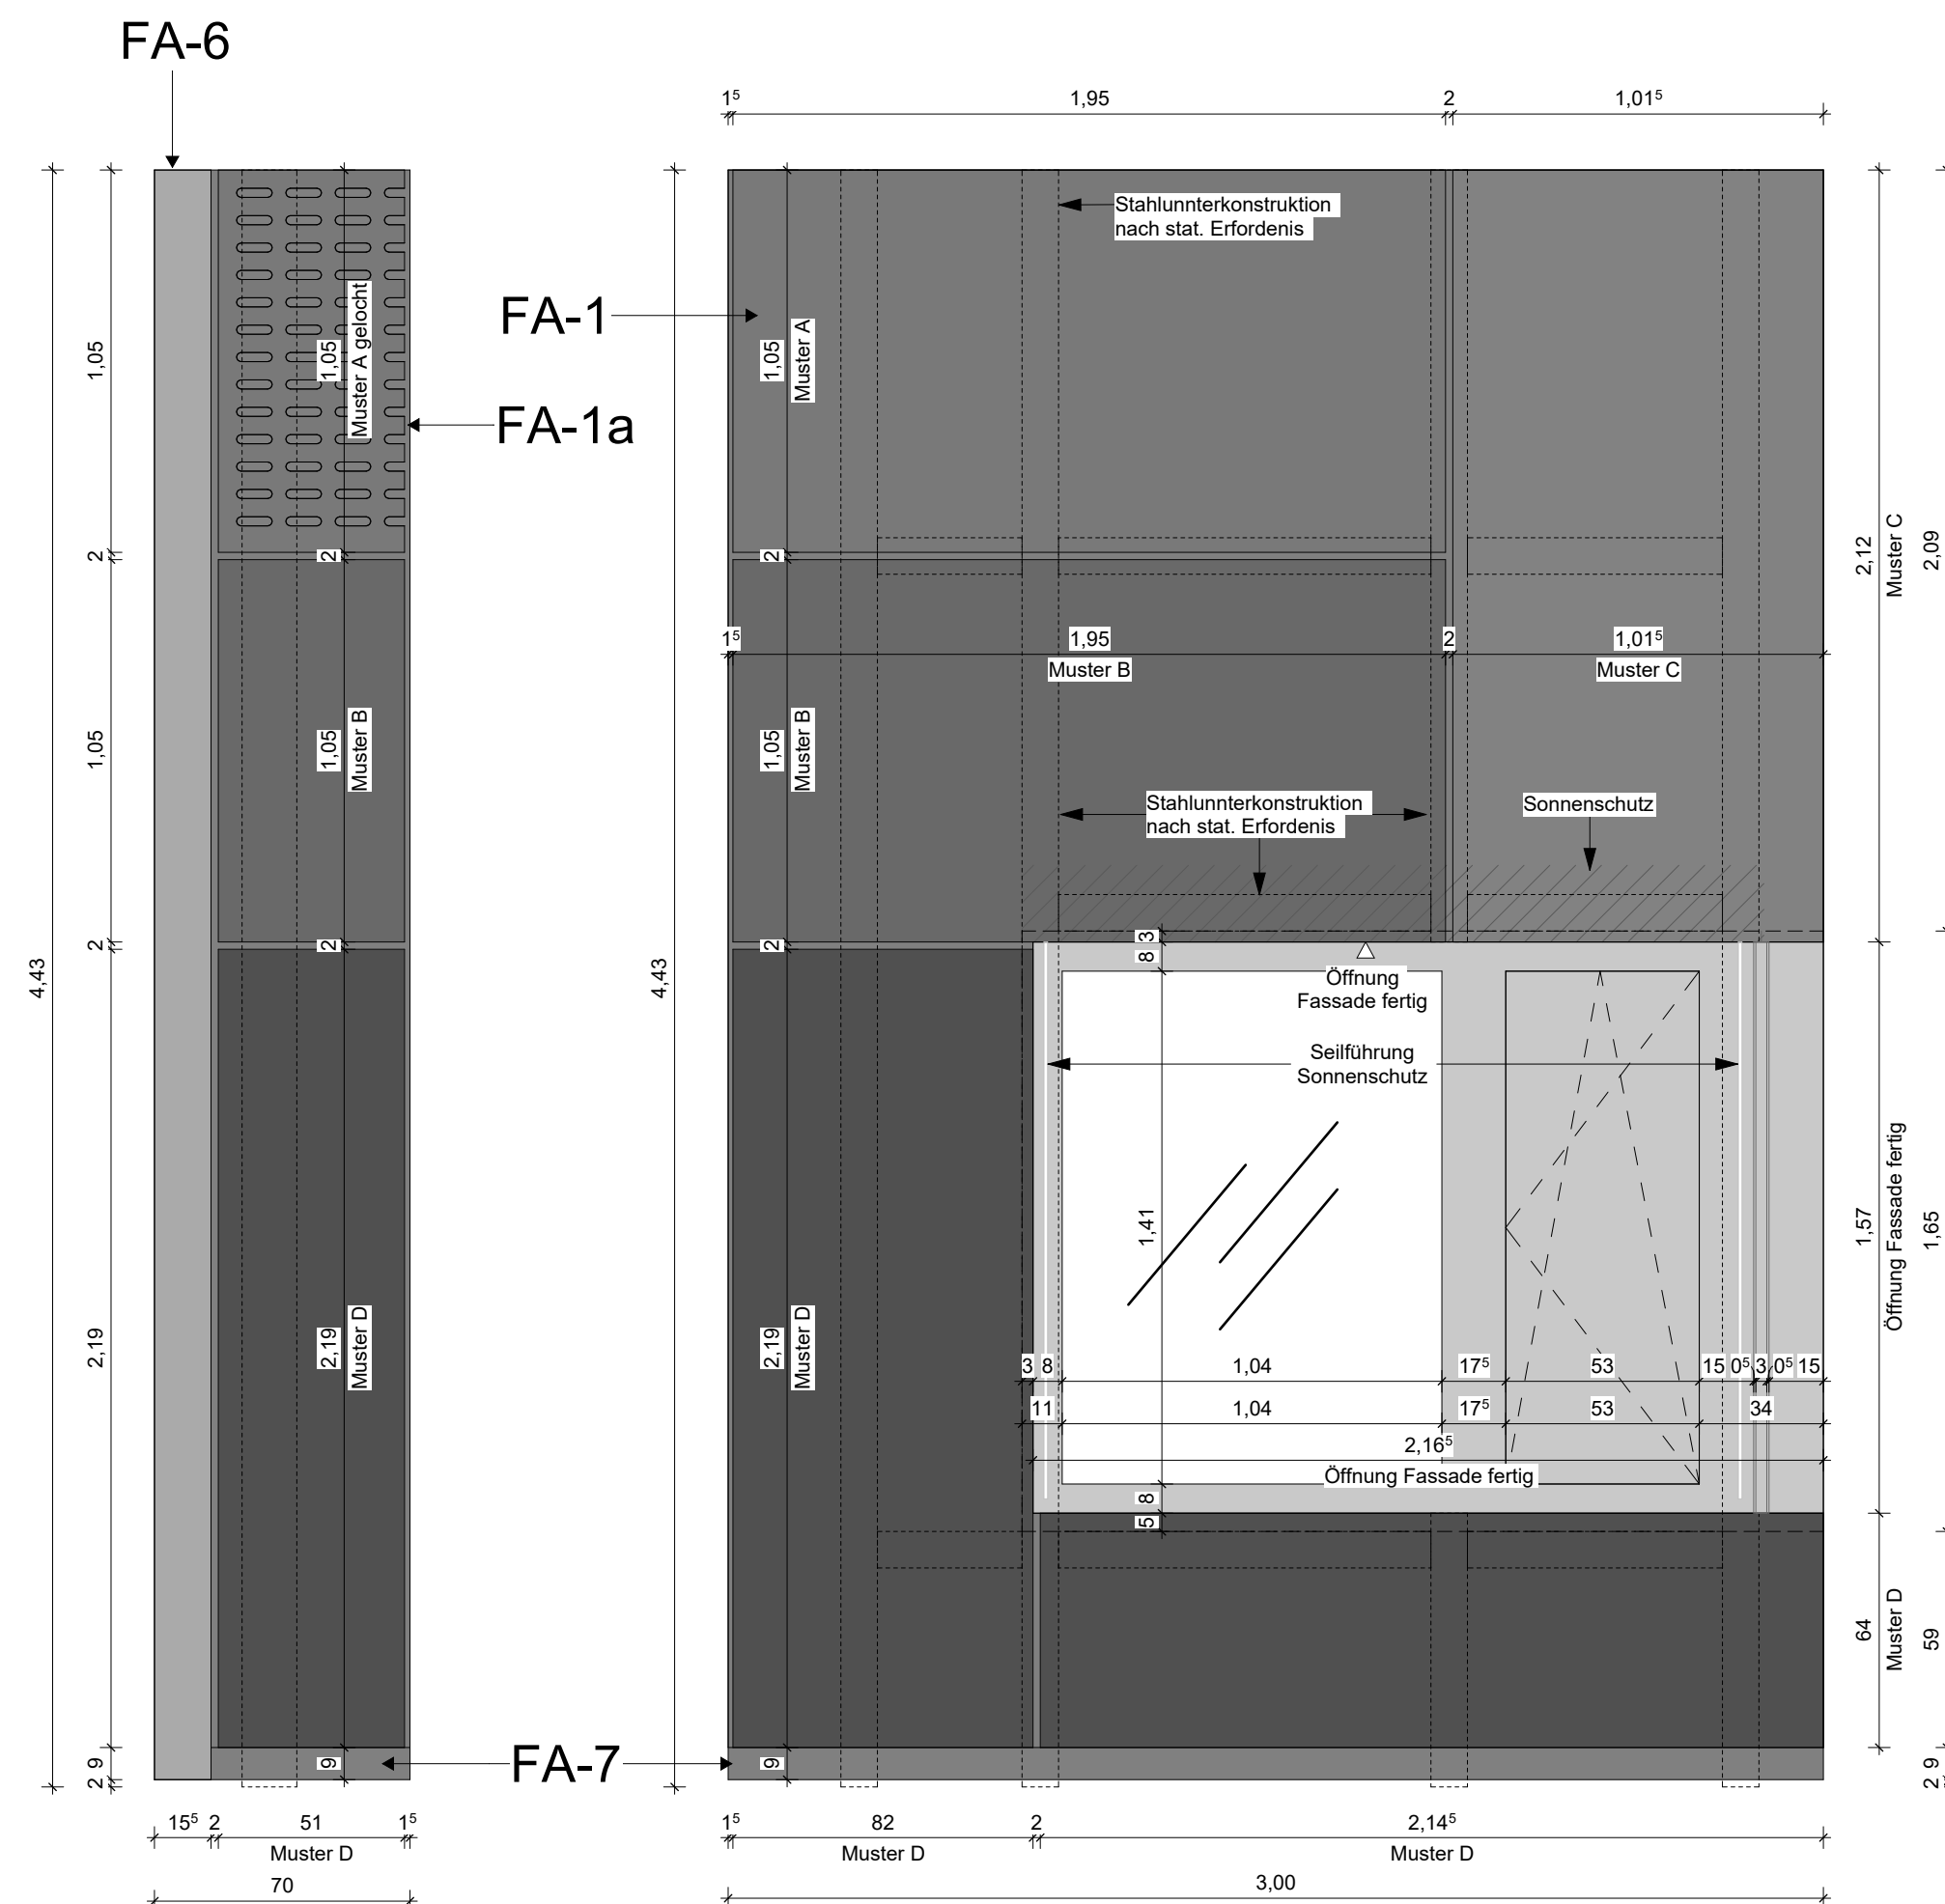 FA-6
1⁵ 1,95 2 1,01⁵
Stahlunnterkonstruktion
nach stat. Erfordenis
FA-1
FA-1a
1,05
1,05
Muster A gelocht
1,05
Muster A
2
2
2
2,12
Muster C
2,09
1⁵ 1,95 2 1,01⁵
Muster B
Muster C
1,05
1,05
Muster B
1,05
Muster B
Stahlunnterkonstruktion
nach stat. Erfordenis
Sonnenschutz
2
2
2
3
8
4,43
4,43
Öffnung
Fassade fertig
Seilführung
Sonnenschutz
1,41
1,57
Öffnung Fassade fertig
1,65
2,19
2,19
Muster D
2,19
Muster D
3 8 1,04 17⁵ 53 15 0⁵ 3 0⁵ 15
11 1,04 17⁵ 53 34
2,16⁵
Öffnung Fassade fertig
8
5
64
Muster D
59
FA-7
9
2
9
9
9
2
15⁵ 2 51 1⁵
Muster D
70
1⁵ 82 2 2,14⁵
Muster D
Muster D
3,00